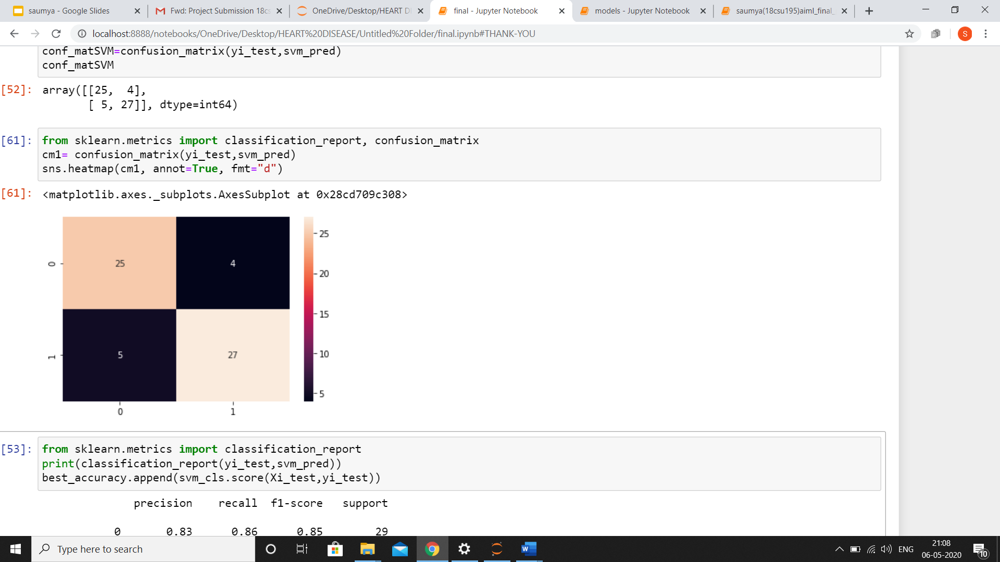 saumya - Google Slides
Fwd: Project Submission 18cs
OneDrive/Desktop/HEART DI
final - Jupyter Notebook
models - Jupyter Notebook
saumya(18csu195)aiml_final_
localhost:8888/notebooks/OneDrive/Desktop/HEART%20DISEASE/Untitled%20Folder/final.ipynb#THANK-YOU
S
conf_matSVM=confusion_matrix(yi_test,svm_pred)
conf_matSVM
[52]: array([[25,  4],
[ 5, 27]], dtype=int64)
[61]: from sklearn.metrics import classification_report, confusion_matrix
cm1= confusion_matrix(yi_test,svm_pred)
sns.heatmap(cm1, annot=True, fmt="d")
[61]: <matplotlib.axes._subplots.AxesSubplot at 0x28cd709c308>
25
0 25 4
20
15
1 5 27
10
5
0 1
[53]: from sklearn.metrics import classification_report
print(classification_report(yi_test,svm_pred))
best_accuracy.append(svm_cls.score(Xi_test,yi_test))
precision recall f1-score support
0 0.83 0.86 0.85 29
Type here to search
W
ENG
21:08
06-05-2020
10